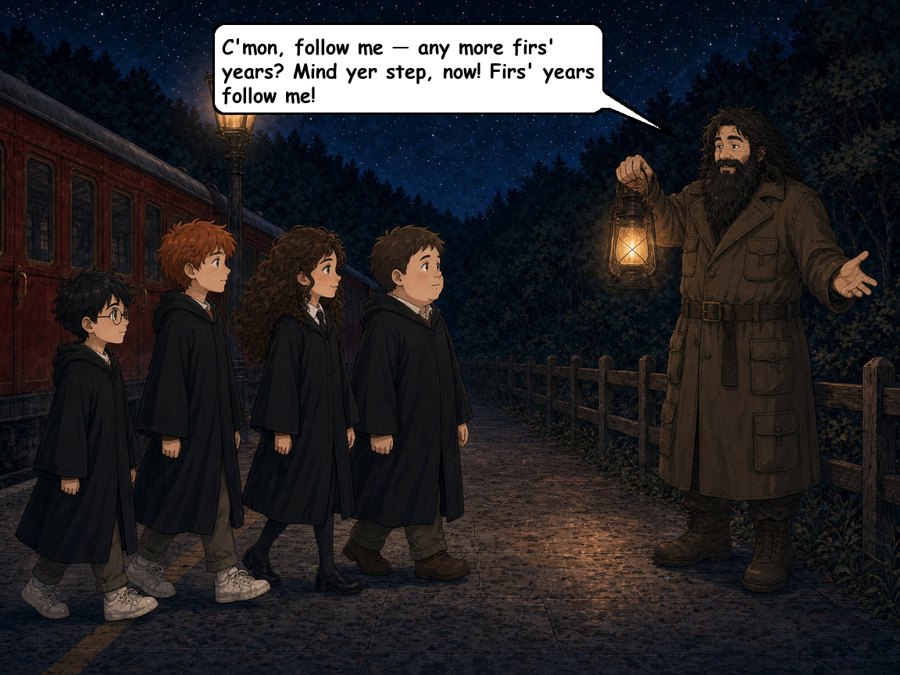 C'mon, follow me — any more firs'
years? Mind yer step, now! Firs' years
follow me!